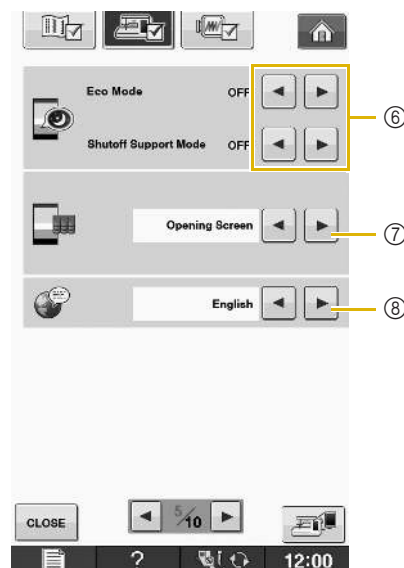 Eco Mode OFF
⑥
Shutoff Support Mode OFF
Opening Screen
⑦
English
⑧
CLOSE
5/10
?
12:00